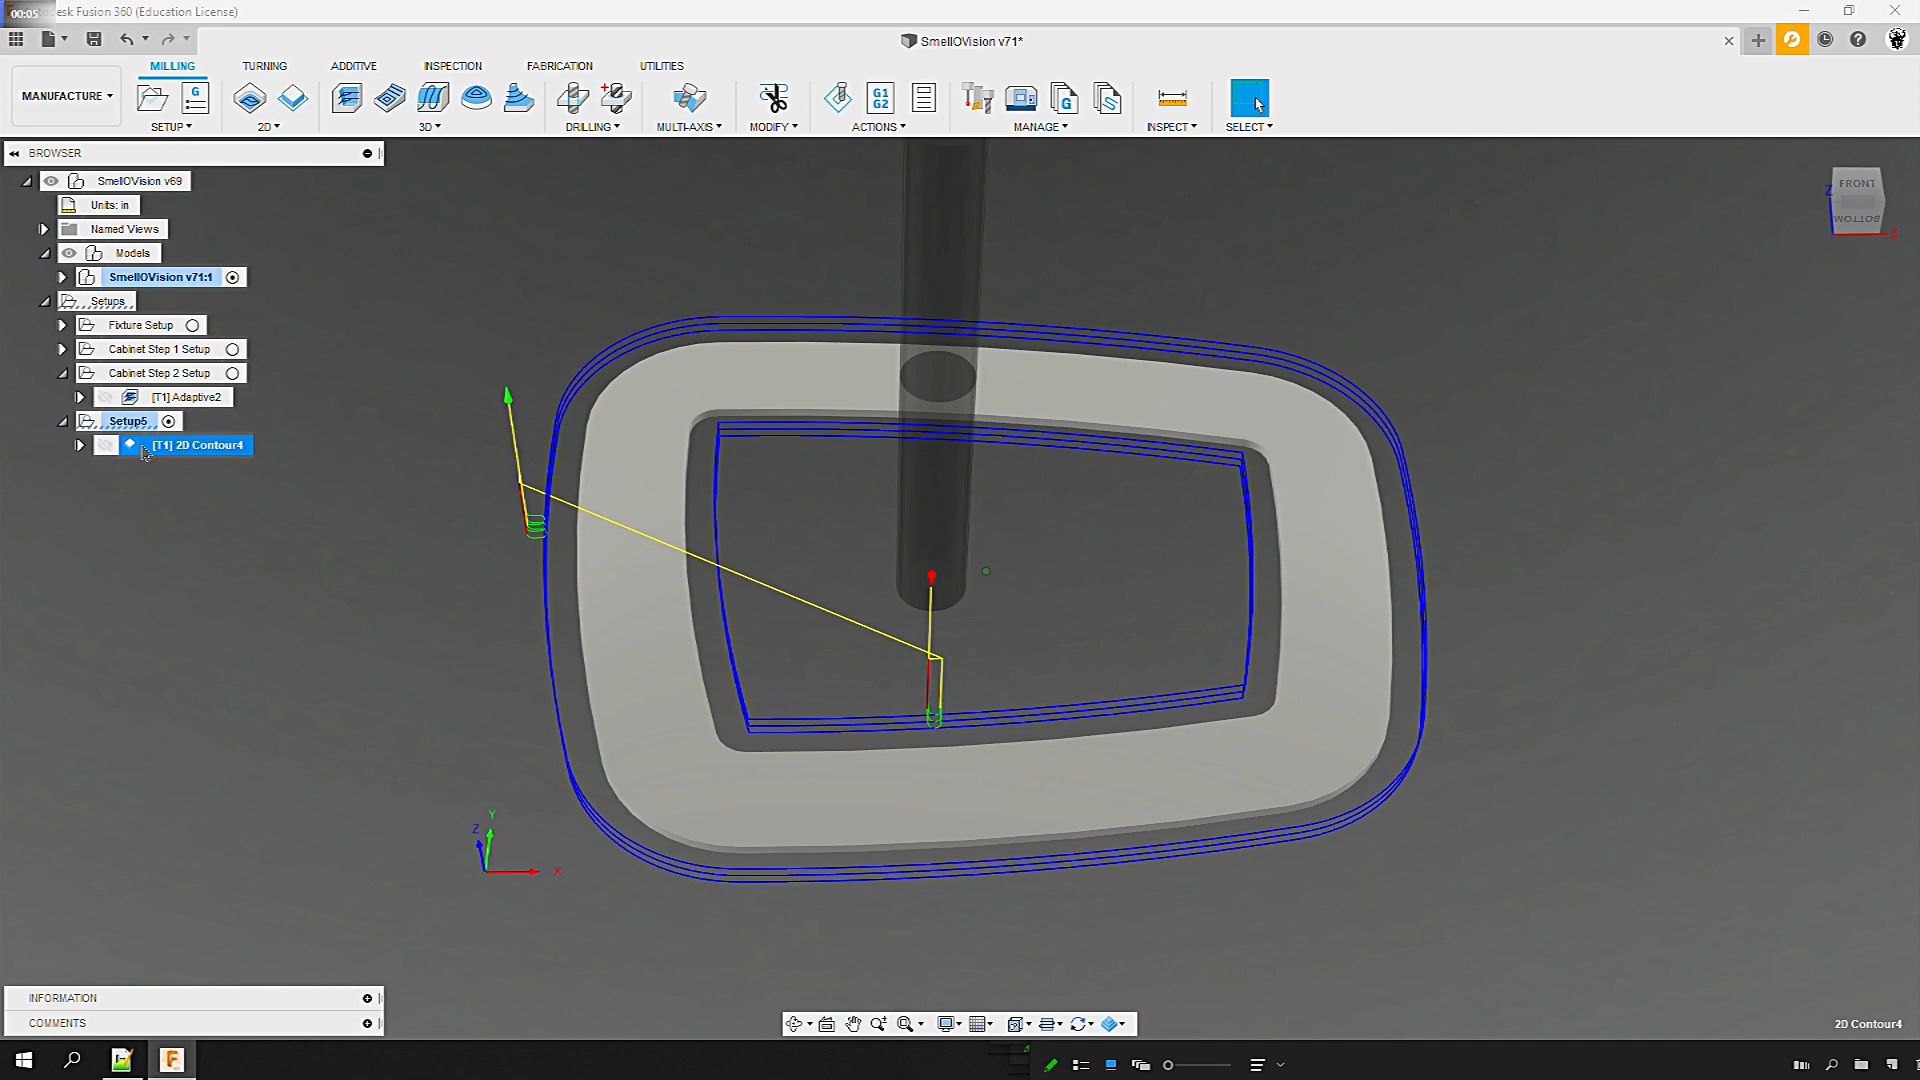 00:05
desk Fusion 360 (Education License)
SmellOVision v71*
MILLING TURNING ADDITIVE INSPECTION FABRICATION UTILITIES
MANUFACTURE
G
G1
G2
G
S
SETUP 2D 3D DRILLING MULTI-AXIS MODIFY ACTIONS MANAGE INSPECT SELECT
BROWSER
SmellOVision v69
Units: in
Named Views
Models
SmellOVision v71:1
Setups
Fixture Setup
Cabinet Step 1 Setup
Cabinet Step 2 Setup
[T1] Adaptive2
Setup5
[T1] 2D Contour4
FRONT
BOTTOM
Z
X
Y
Z
X
INFORMATION
COMMENTS
2D Contour4
F